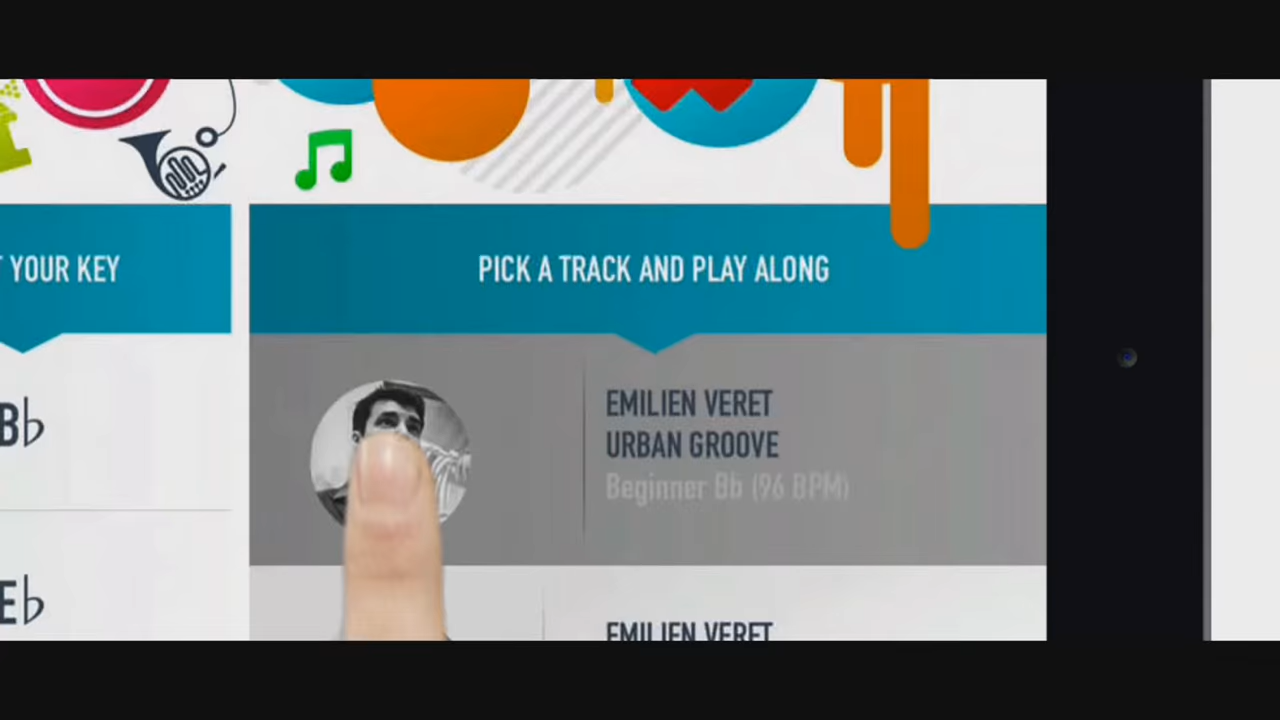 T YOUR KEY
PICK A TRACK AND PLAY ALONG
B♭
EMILIEN VERET
URBAN GROOVE
Beginner Bb (96 BPM)
E♭
EMILIEN VERET